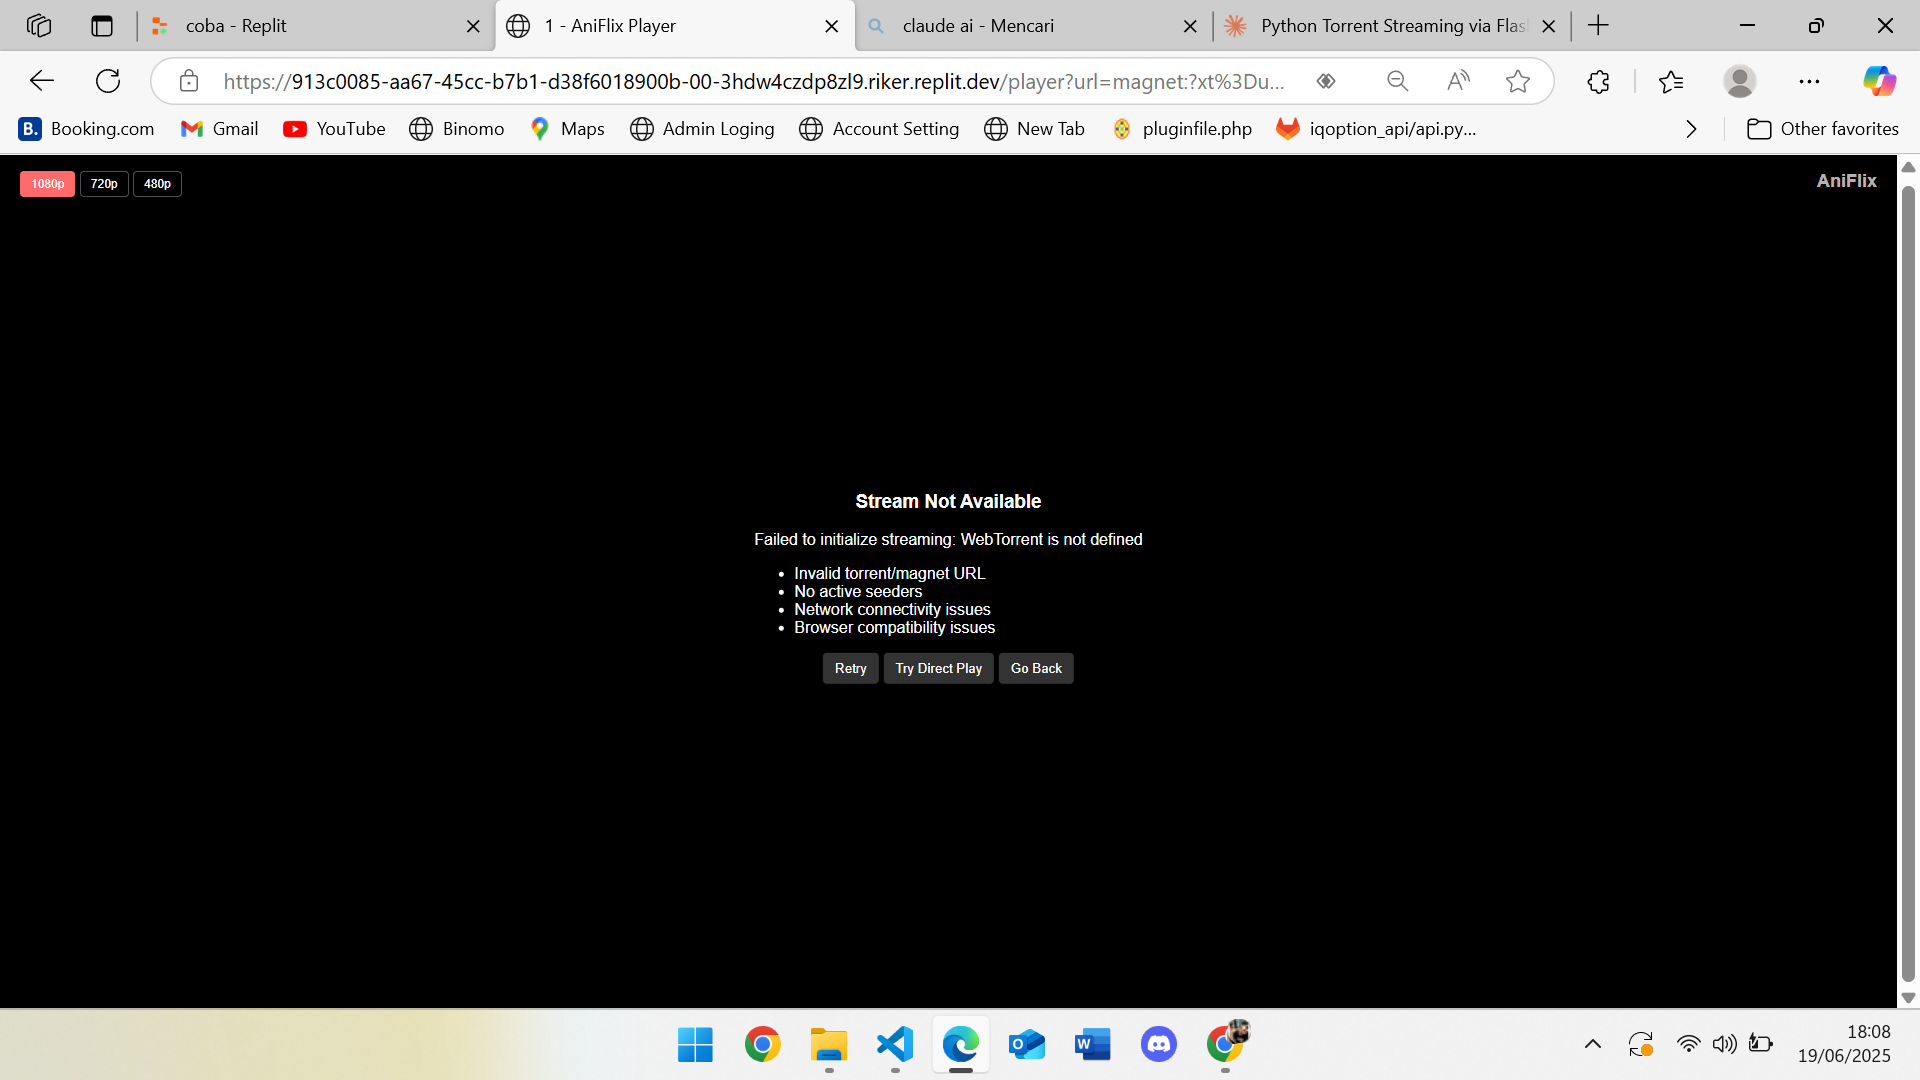 coba - Replit
1 - AniFlix Player
claude ai - Mencari
Python Torrent Streaming via Flas
https://913c0085-aa67-45cc-b7b1-d38f6018900b-00-3hdw4czdp8zl9.riker.replit.dev/player?url=magnet:?xt%3Du...
B. Booking.com
Gmail
YouTube
Binomo
Maps
Admin Loging
Account Setting
New Tab
pluginfile.php
iqoption_api/api.py...
Other favorites
1080p
720p
480p
AniFlix
Stream Not Available
Failed to initialize streaming: WebTorrent is not defined
• Invalid torrent/magnet URL
• No active seeders
• Network connectivity issues
• Browser compatibility issues
Retry
Try Direct Play
Go Back
18:08
19/06/2025